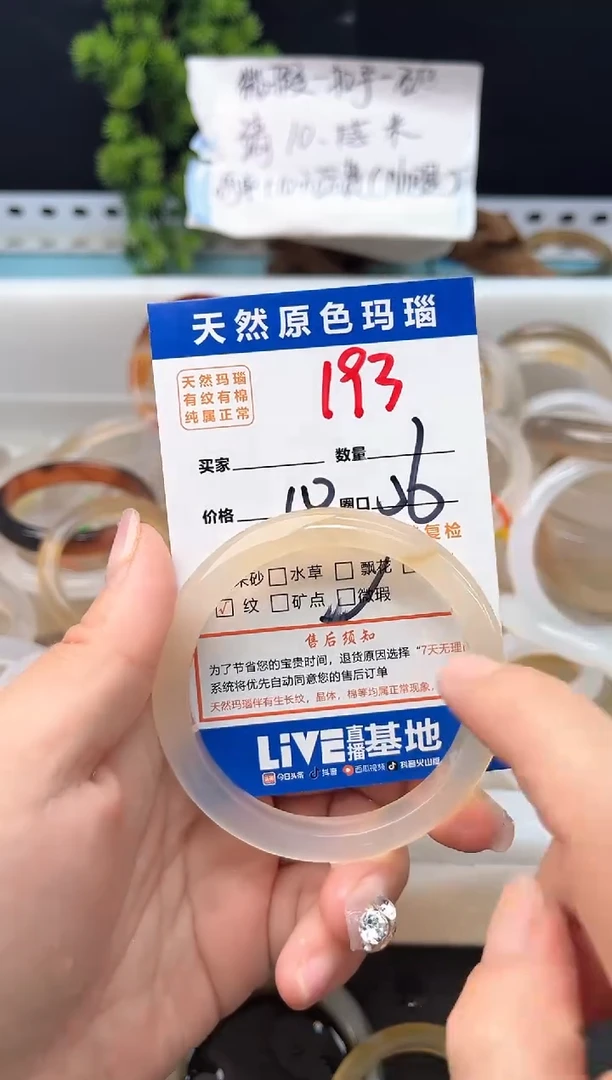 天然原色玛瑙
天然玛瑙
有纹有棉
纯属正常
193
买家 数量
价格 10 圈口 56
复检
砂 水草 飘花
纹 矿点 微瑕
售后须知
为了节省您的宝贵时间，退货原因选择“7天无理
系统将优先自动同意您的售后订单
天然玛瑙伴有生长纹，晶体，棉等均属正常现象，
LiVE直播基地
今日头条 抖音 西瓜视频 抖音火山版